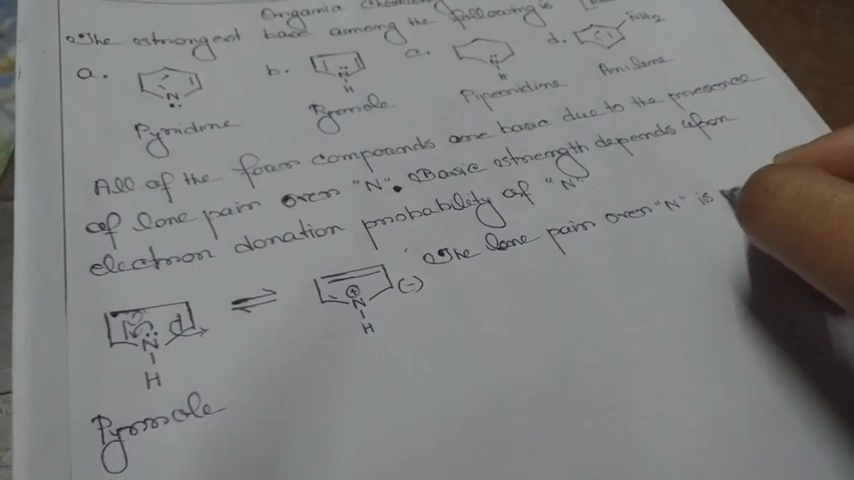 Organic Chemistry
The strongest base among the following is
a. b. c. d.
N N H N H NH2
Pyridine Pyrrole Piperidine Aniline
All of the four compounds are basic due to the presence
of lone pair over "N". Basic strength depends upon
electron donation probability of "N"
The lone pair over "N" is
N H
N H (-)
Pyrrole